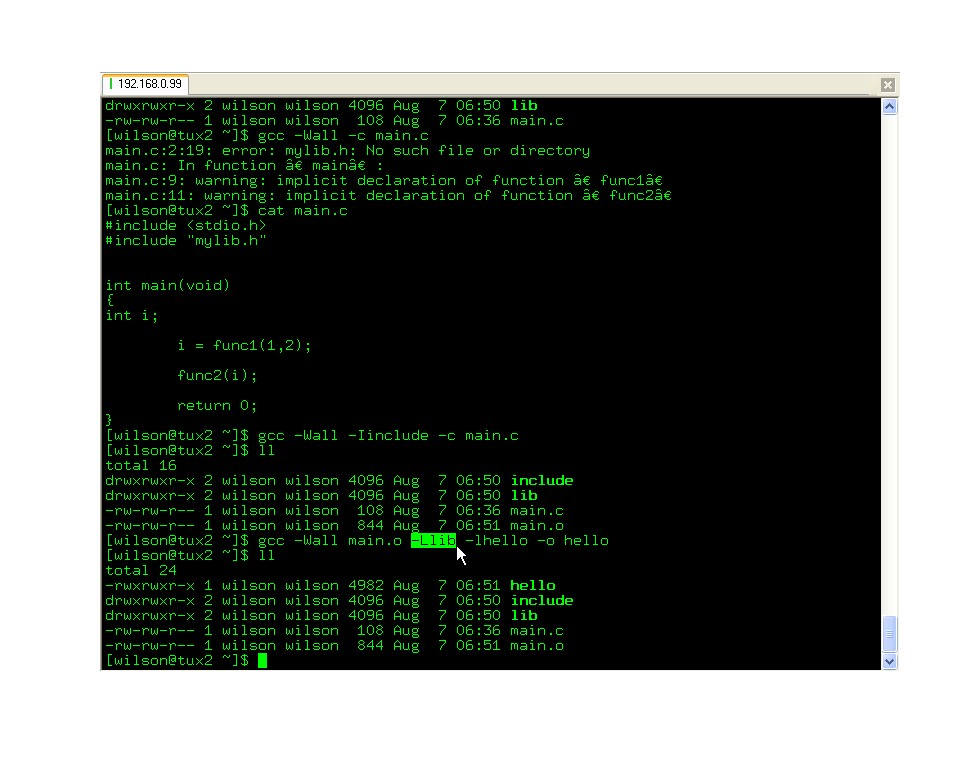 192.168.0.99
drwxrwxr-x 2 wilson wilson 4096 Aug  7 06:50 lib
-rw-rw-r-- 1 wilson wilson  108 Aug  7 06:36 main.c
[wilson@tux2 ~]$ gcc -Wall -c main.c
main.c:2:19: error: mylib.h: No such file or directory
main.c: In function â€ mainâ€ :
main.c:9: warning: implicit declaration of function â€ func1â€
main.c:11: warning: implicit declaration of function â€ func2â€
[wilson@tux2 ~]$ cat main.c
#include <stdio.h>
#include "mylib.h"
int main(void)
{
int i;
i = func1(1,2);
func2(i);
return 0;
}
[wilson@tux2 ~]$ gcc -Wall -Iinclude -c main.c
[wilson@tux2 ~]$ ll
total 16
drwxrwxr-x 2 wilson wilson 4096 Aug  7 06:50 include
drwxrwxr-x 2 wilson wilson 4096 Aug  7 06:50 lib
-rw-rw-r-- 1 wilson wilson  108 Aug  7 06:36 main.c
-rw-rw-r-- 1 wilson wilson  844 Aug  7 06:51 main.o
[wilson@tux2 ~]$ gcc -Wall main.o -Llib -lhello -o hello
[wilson@tux2 ~]$ ll
total 24
-rwxrwxr-x 1 wilson wilson 4982 Aug  7 06:51 hello
drwxrwxr-x 2 wilson wilson 4096 Aug  7 06:50 include
drwxrwxr-x 2 wilson wilson 4096 Aug  7 06:50 lib
-rw-rw-r-- 1 wilson wilson  108 Aug  7 06:36 main.c
-rw-rw-r-- 1 wilson wilson  844 Aug  7 06:51 main.o
[wilson@tux2 ~]$